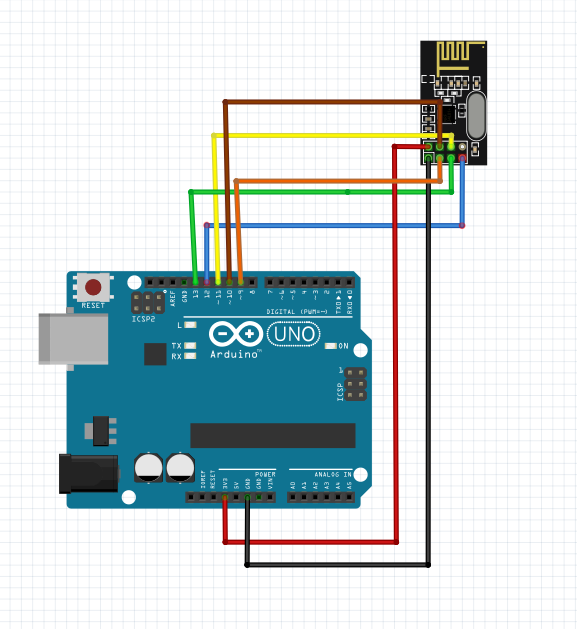 RESET
ICSP2
AREF
GND
13
12
~11
~10
~9
8
7
~6
~5
4
~3
2
TXD▶1
RXD◀0
DIGITAL (PWM=~)
L
TX
RX
Arduino™
UNO
ON
1
ICSP
IOREF
RESET
3V3
5V
GND
GND
VIN
POWER
ANALOG IN
A0
A1
A2
A3
A4
A5